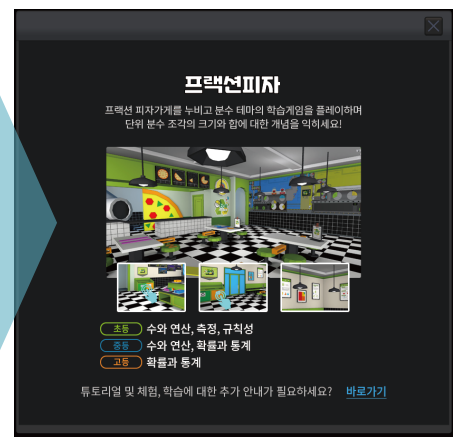 프랙션피자
프랙션 피자가게를 누비고 분수 테마의 학습게임을 플레이하며
단위 분수 조각의 크기와 합에 대한 개념을 익히세요!
초등 수와 연산, 측정, 규칙성
중등 수와 연산, 확률과 통계
고등 확률과 통계
튜토리얼 및 체험, 학습에 대한 추가 안내가 필요하세요? 바로가기